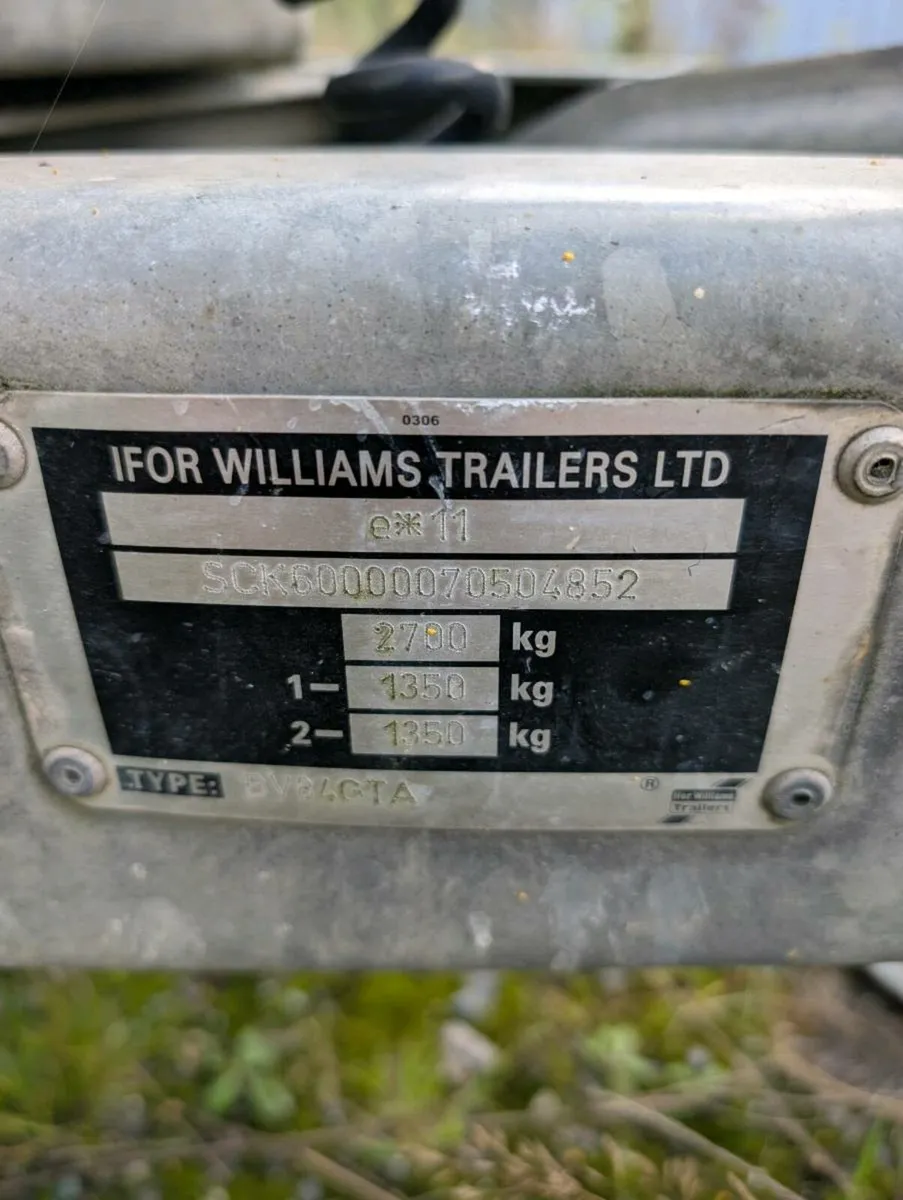 0306
IFOR WILLIAMS TRAILERS LTD
e*11
SCK60000070504852
2700 kg
1- 1350 kg
2- 1350 kg
TYPE: BV84GTA
®
Ifor Williams
Trailers